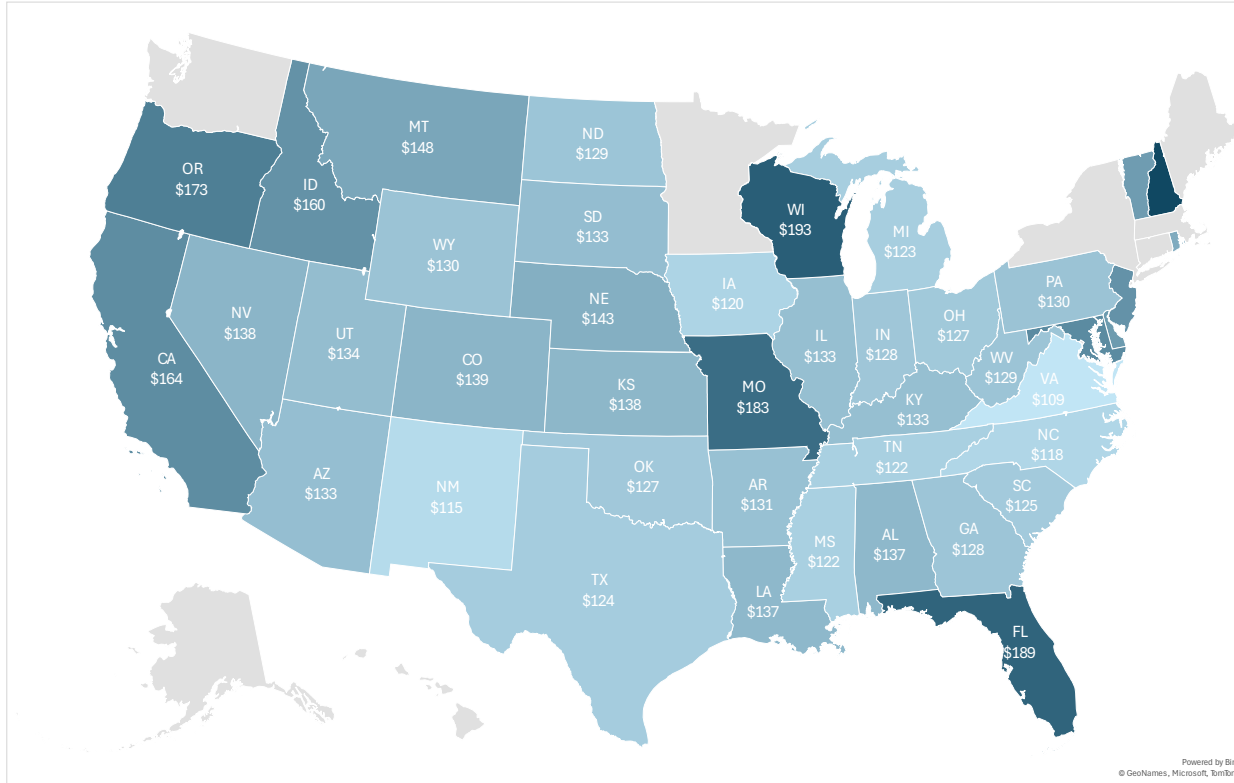 MT
$148
ND
$129
OR
$173
ID
$160
WI
$193
SD
$133
MI
$123
WY
$130
IA
$120
PA
$130
NE
$143
NV
$138
OH
$127
UT
$134
IL
$133
IN
$128
CO
$139
CA
$164
WV
$129
VA
$109
KS
$138
MO
$183
KY
$133
NC
$118
TN
$122
AZ
$133
OK
$127
SC
$125
NM
$115
AR
$131
GA
$128
MS
$122
AL
$137
TX
$124
LA
$137
FL
$189
Powered by
© GeoNames, Microsoft,